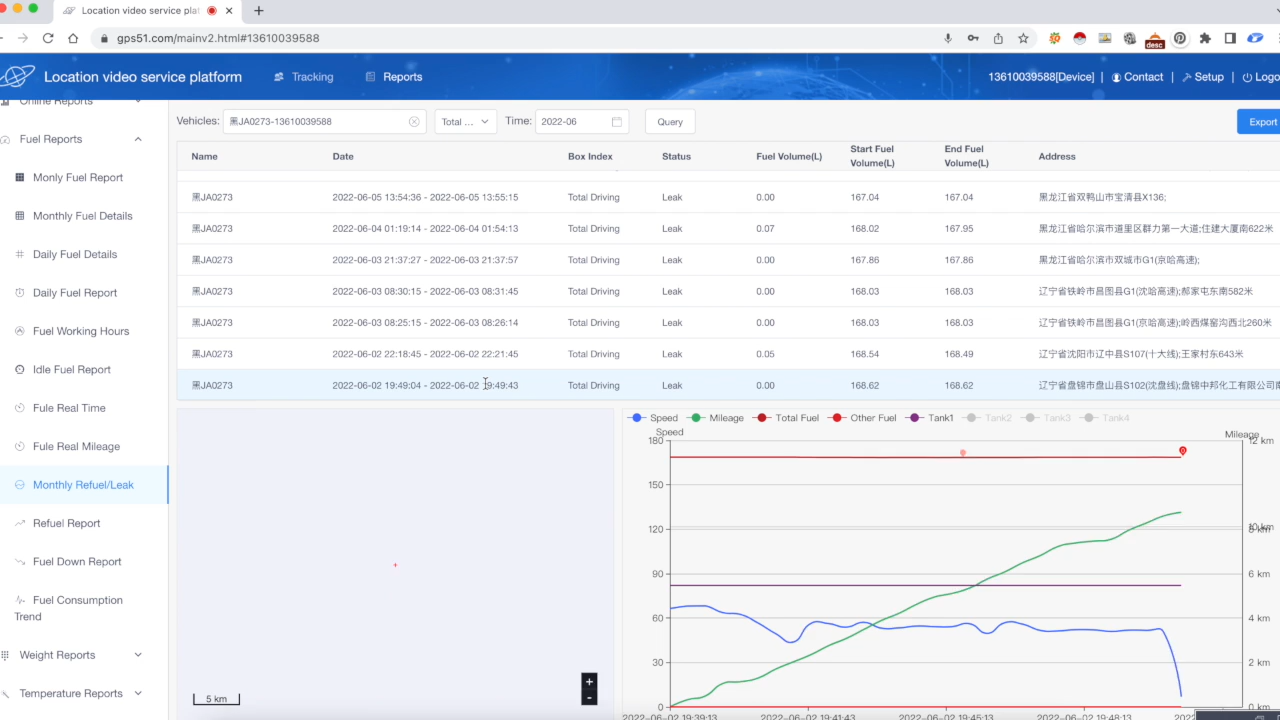 Location video service plat
gps51.com/mainv2.html#13610039588
desc
Location video service platform
Tracking
Reports
13610039588[Device] |
Contact |
Setup |
Logo
Online Reports
Fuel Reports
Monly Fuel Report
Monthly Fuel Details
Daily Fuel Details
Daily Fuel Report
Fuel Working Hours
Idle Fuel Report
Fule Real Time
Fule Real Mileage
Monthly Refuel/Leak
Refuel Report
Fuel Down Report
Fuel Consumption
Trend
Weight Reports
Temperature Reports
Vehicles: 黑JA0273-13610039588 Total ... Time: 2022-06 Query Export
Name Date Box Index Status Fuel Volume(L) Start Fuel Volume(L) End Fuel Volume(L) Address
黑JA0273 2022-06-05 13:54:36 - 2022-06-05 13:55:15 Total Driving Leak 0.00 167.04 167.04 黑龙江省双鸭山市宝清县X136;
黑JA0273 2022-06-04 01:19:14 - 2022-06-04 01:54:13 Total Driving Leak 0.07 168.02 167.95 黑龙江省哈尔滨市道里区群力第一大道;住建大厦南622米
黑JA0273 2022-06-03 21:37:27 - 2022-06-03 21:37:57 Total Driving Leak 0.00 167.86 167.86 黑龙江省哈尔滨市双城市G1(京哈高速);
黑JA0273 2022-06-03 08:30:15 - 2022-06-03 08:31:45 Total Driving Leak 0.00 168.03 168.03 辽宁省铁岭市昌图县G1(沈哈高速);郝家屯东南582米
黑JA0273 2022-06-03 08:25:15 - 2022-06-03 08:26:14 Total Driving Leak 0.00 168.03 168.03 辽宁省铁岭市昌图县G1(京哈高速);岭西煤窑沟西北260米
黑JA0273 2022-06-02 22:18:45 - 2022-06-02 22:21:45 Total Driving Leak 0.05 168.54 168.49 辽宁省沈阳市辽中县S107(十大线);王家村东643米
黑JA0273 2022-06-02 19:49:04 - 2022-06-02 19:49:43 Total Driving Leak 0.00 168.62 168.62 辽宁省盘锦市盘山县S102(沈盘线);盘锦中邦化工有限公司南
5 km
+
-
Speed Mileage Total Fuel Other Fuel Tank1 Tank2 Tank3 Tank4
Speed
Mileage
180
150
120
90
60
30
0
12 km
10 km
8 km
6 km
4 km
2 km
0 km
2022-06-02 19:39:13 2022-06-02 19:41:43 2022-06-02 19:45:13 2022-06-02 19:48:13 2022